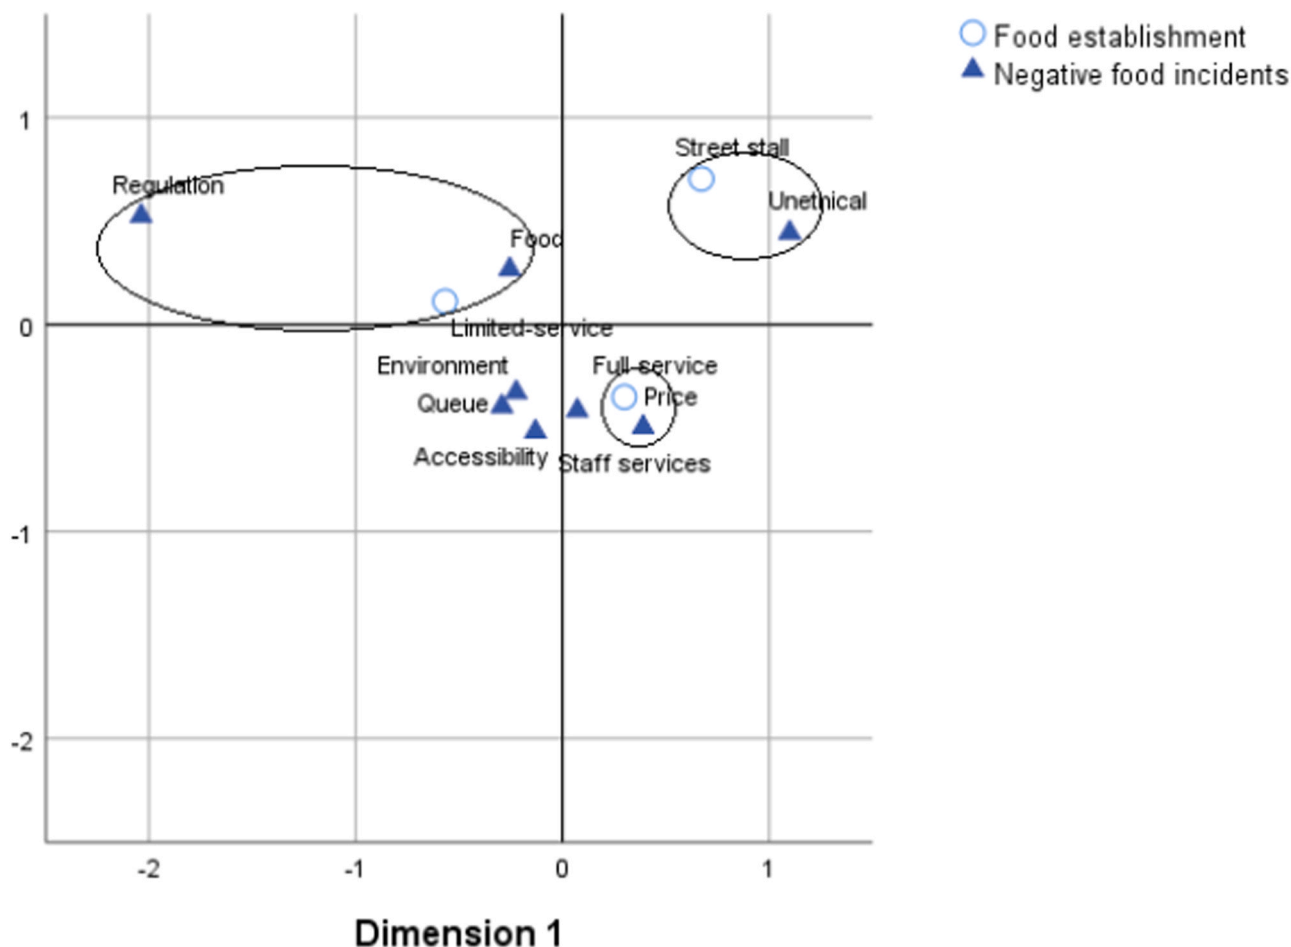 Food establishment
Negative food incidents
1
Street stall
Regulation
Unethical
Food
0
Limited-service
Environment
Full-service
Queue
Price
Accessibility
Staff services
-1
-2
-2
-1
0
1
Dimension 1